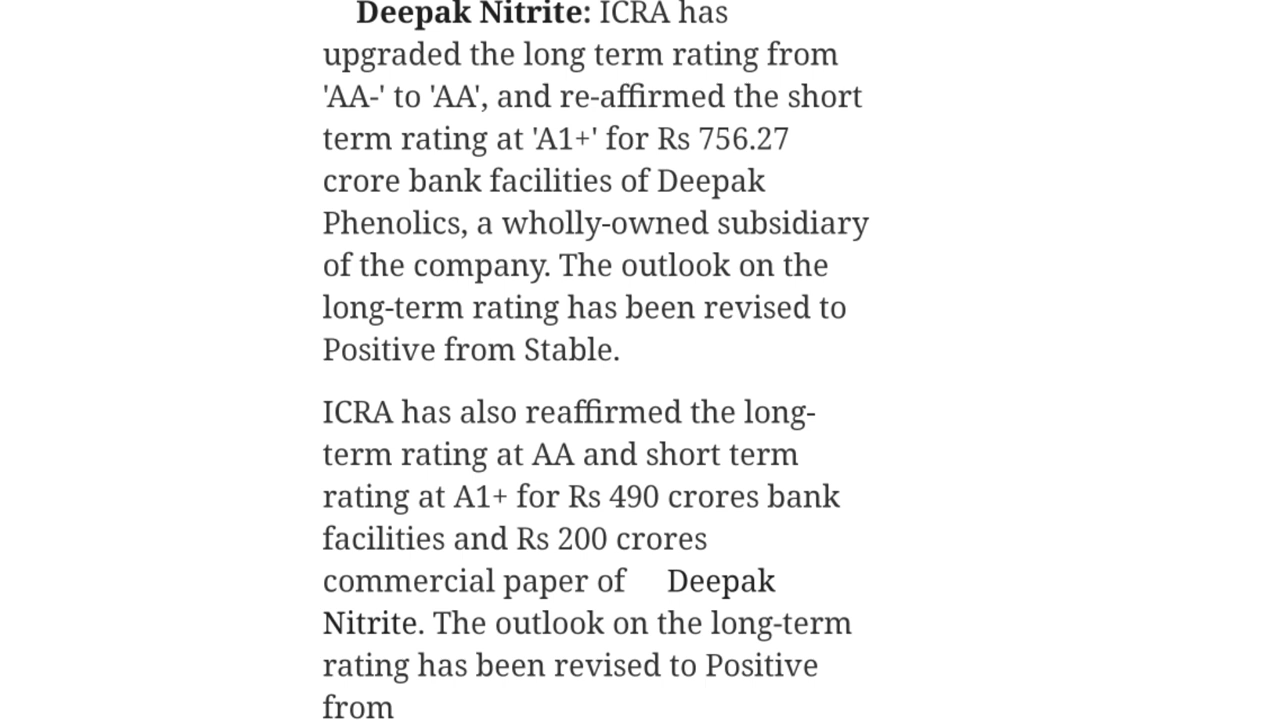 Deepak Nitrite: ICRA has
upgraded the long term rating from
'AA-' to 'AA', and re-affirmed the short
term rating at 'A1+' for Rs 756.27
crore bank facilities of Deepak
Phenolics, a wholly-owned subsidiary
of the company. The outlook on the
long-term rating has been revised to
Positive from Stable.
ICRA has also reaffirmed the long-
term rating at AA and short term
rating at A1+ for Rs 490 crores bank
facilities and Rs 200 crores
commercial paper of Deepak
Nitrite. The outlook on the long-term
rating has been revised to Positive
from